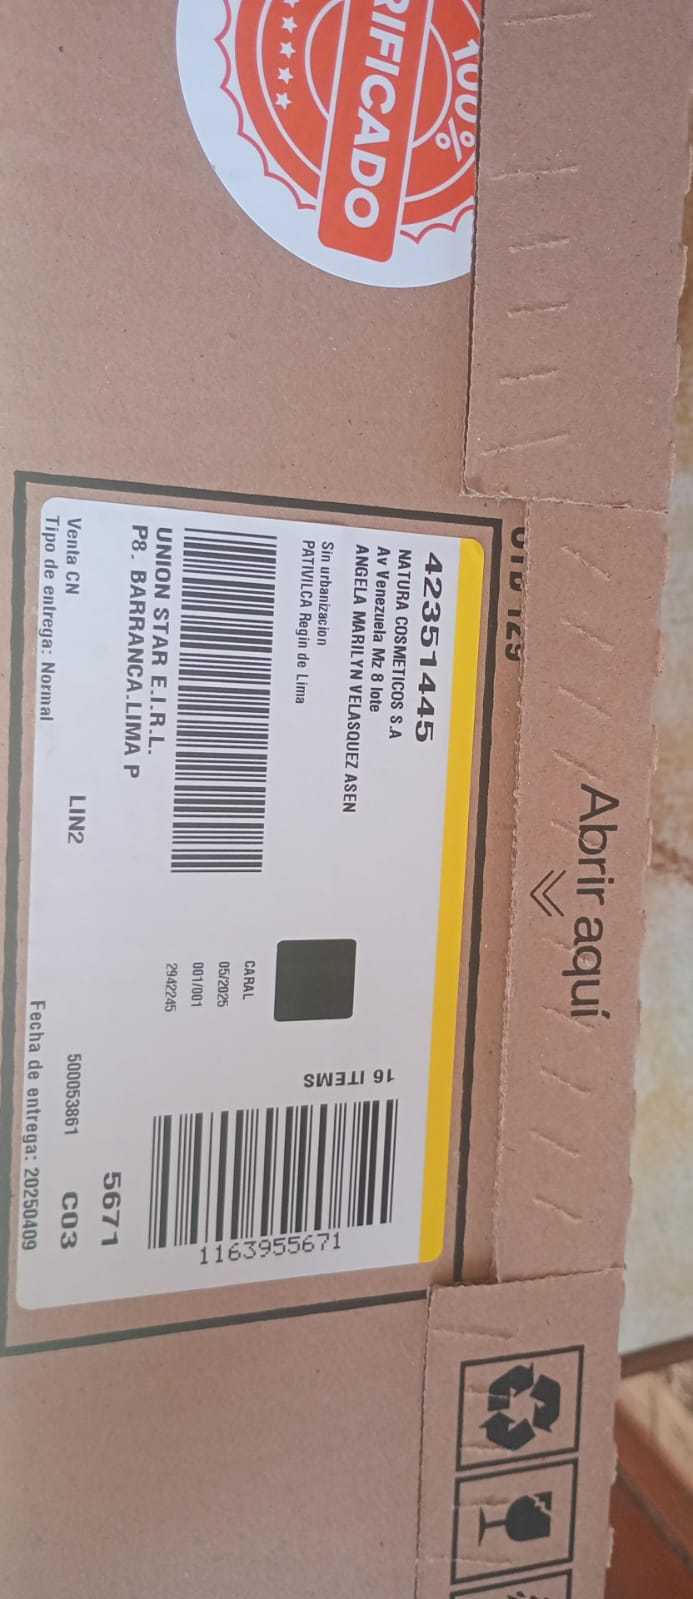 100%
RIFICADO
Abrir aquí
42351445
NATURA COSMETICOS S.A
Av Venezuela Mz 8 lote
ANGELA MARILYN VELASQUEZ ASEN
Sin urbanizacion
PATIVILCA Regin de Lima
UNION STAR E.I.R.L.
P8. BARRANCA.LIMA P
Venta CN
LIN2
Tipo de entrega: Normal
CARAL
05/2025
001/001
2942245
16 ITEMS
1163955671
5671
500053861
C03
Fecha de entrega: 20250409